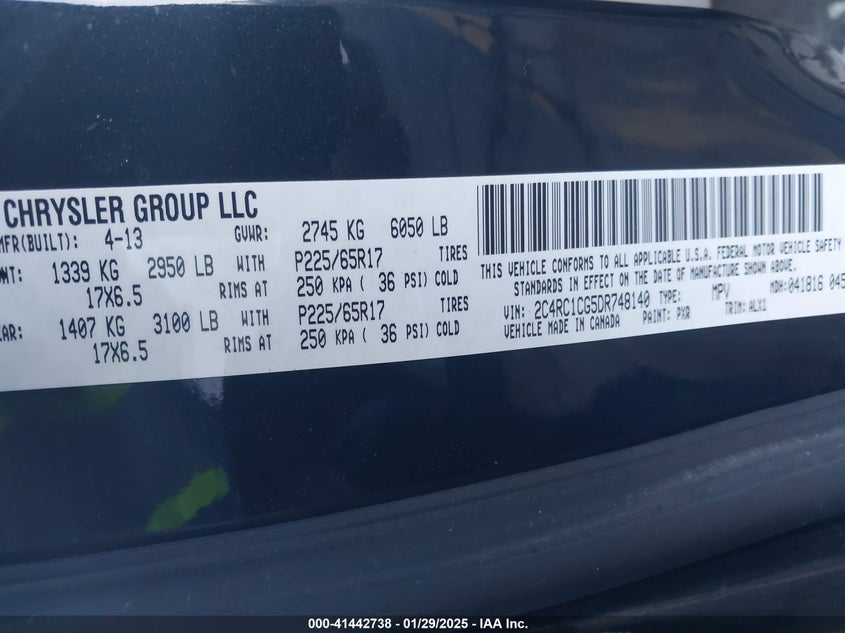 CHRYSLER GROUP LLC
MFR(BUILT): 4-13 GVWR: 2745 KG 6050 LB
1339 KG 2950 LB WITH P225/65R17 TIRES
17X6.5 RIMS AT 250 KPA ( 36 PSI) COLD
1407 KG 3100 LB WITH P225/65R17 TIRES
17X6.5 RIMS AT 250 KPA ( 36 PSI) COLD
THIS VEHICLE CONFORMS TO ALL APPLICABLE U.S.A. FEDERAL MOTOR VEHICLE SAFETY
STANDARDS IN EFFECT ON THE DATE OF MANUFACTURE SHOWN ABOVE.
VIN: 2C4RC1CG5DR748140 TYPE: MPV MDH: 041816 045
VEHICLE MADE IN CANADA PAINT: PXR TRIM: ALX1
000-41442738 - 01/29/2025 - IAA Inc.